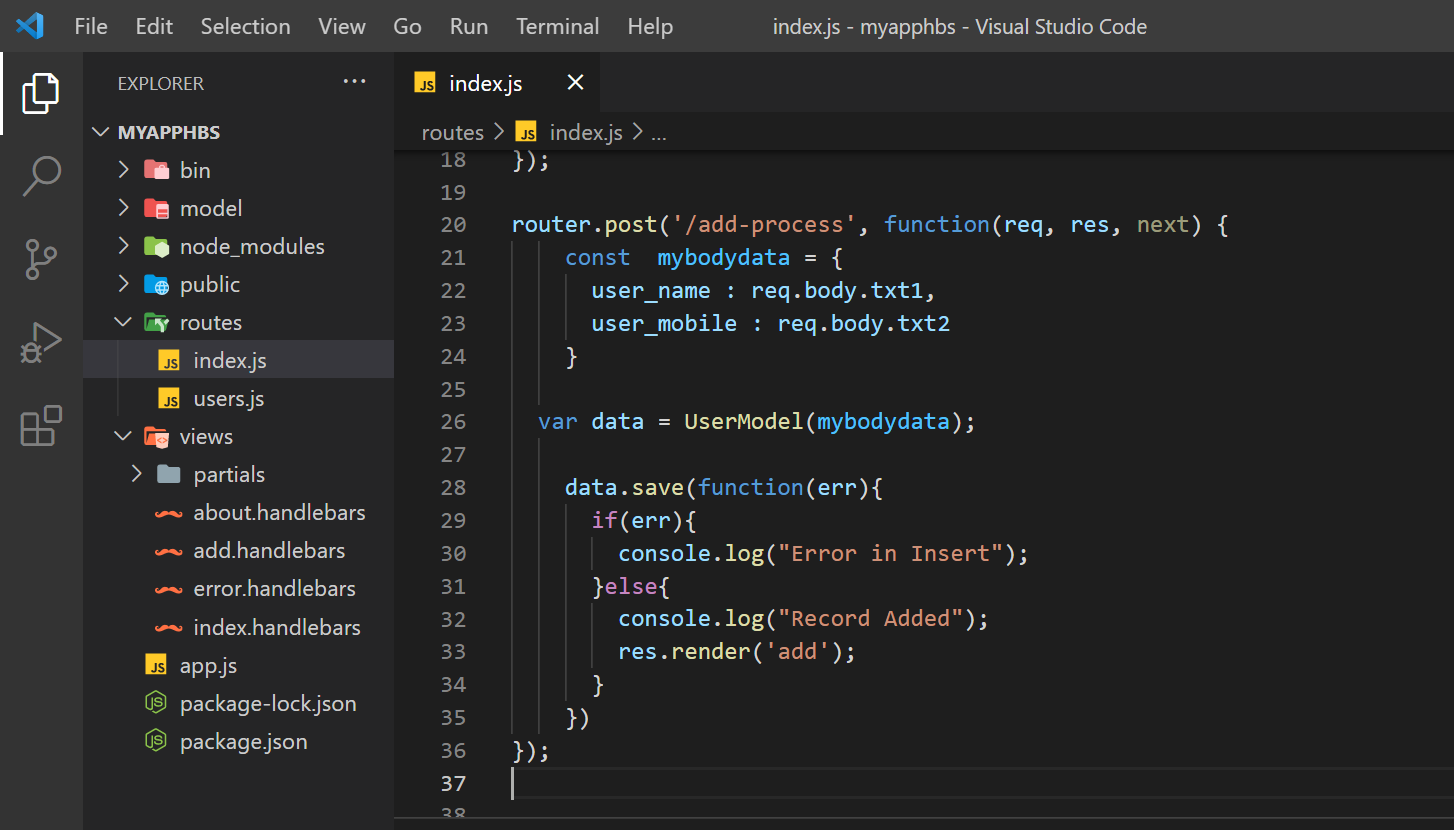 File Edit Selection View Go Run Terminal Help index.js - myapphbs - Visual Studio Code
EXPLORER ...
MYAPPHBS
bin
model
node_modules
public
routes
JS index.js
JS users.js
views
partials
about.handlebars
add.handlebars
error.handlebars
index.handlebars
JS app.js
JS package-lock.json
JS package.json
JS index.js
routes > JS index.js > ...
18 });
19
20 router.post('/add-process', function(req, res, next) {
21 const  mybodydata = {
22 user_name : req.body.txt1,
23 user_mobile : req.body.txt2
24 }
25
26 var data = UserModel(mybodydata);
27
28 data.save(function(err){
29 if(err){
30 console.log("Error in Insert");
31 }else{
32 console.log("Record Added");
33 res.render('add');
34 }
35 })
36 });
37
38